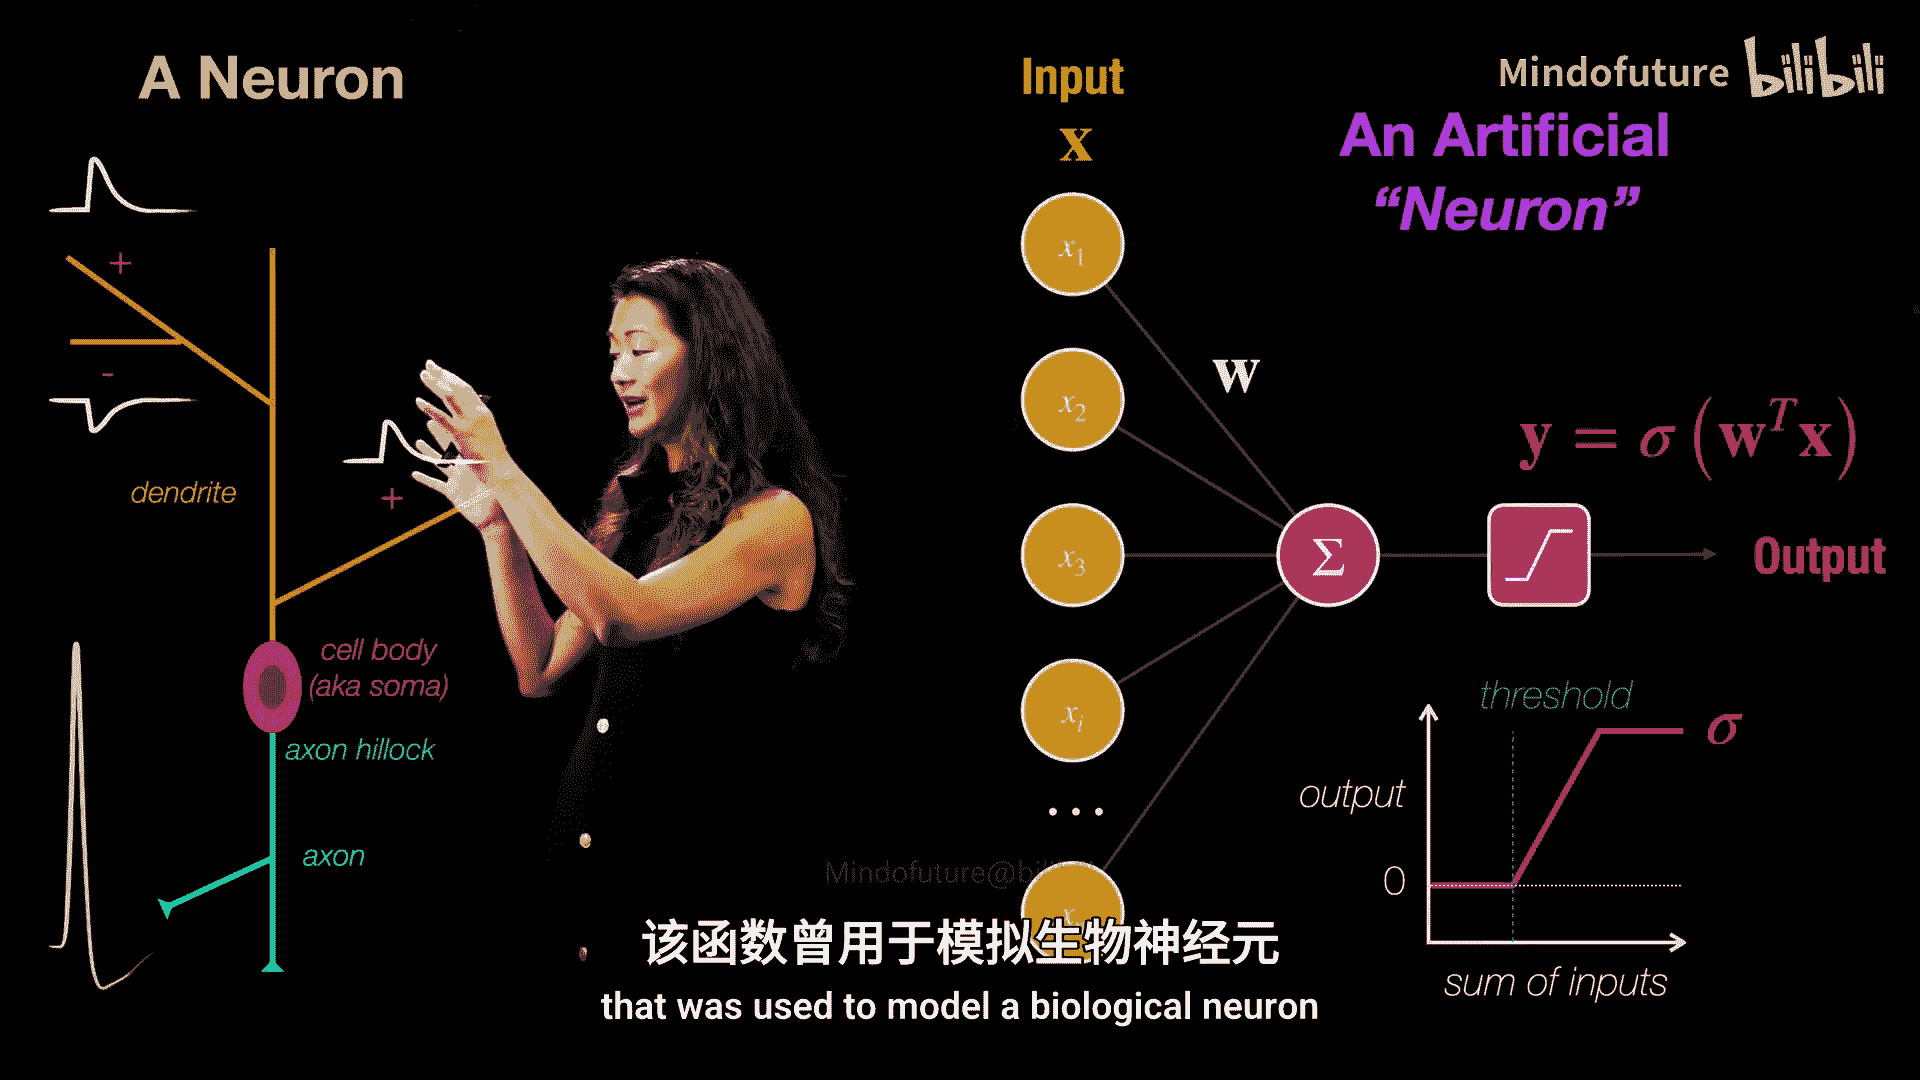 A Neuron
+
-
dendrite
+
cell body
(aka soma)
axon hillock
axon
Input
x
x1
x2
x3
xi
...
w
Σ
Mindofuture bilibili
An Artificial
“Neuron”
y = σ (wᵀx)
Output
threshold
σ
output
0
sum of inputs
该函数曾用于模拟生物神经元
that was used to model a biological neuron